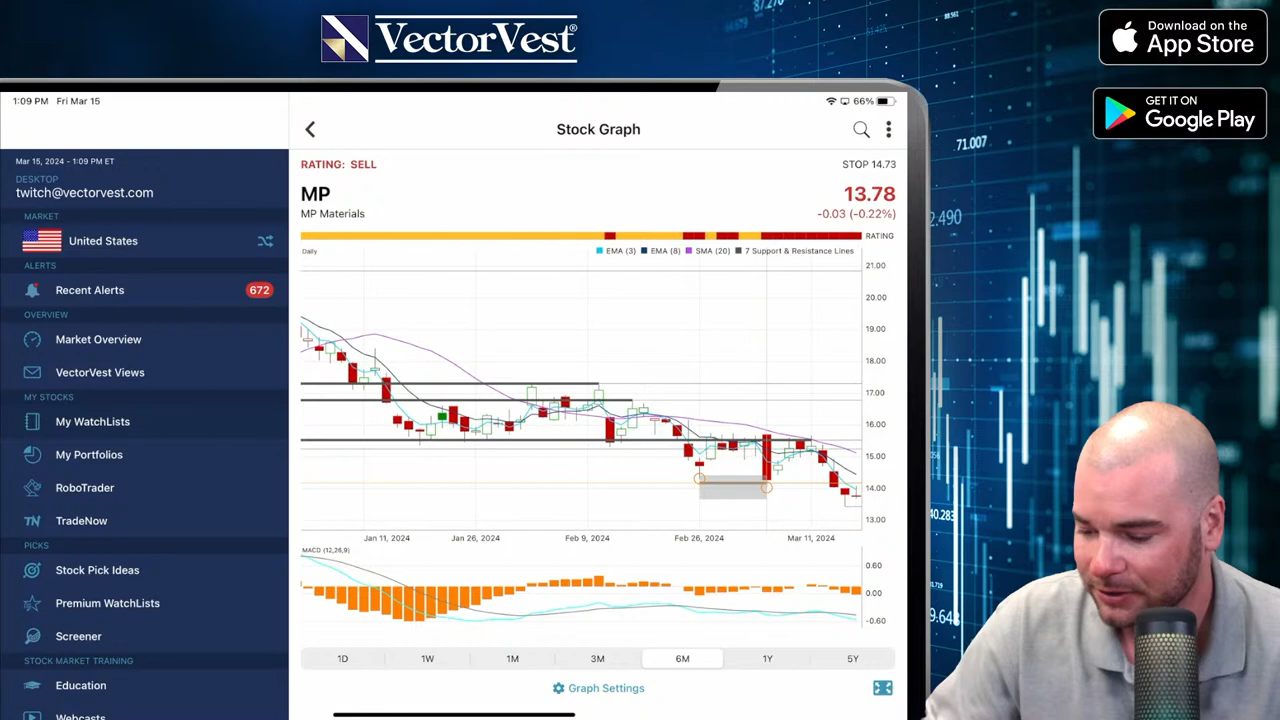 VectorVest®
Download on the
App Store
GET IT ON
Google Play
1:09 PM Fri Mar 15
66%
Mar 15, 2024 - 1:09 PM ET
DESKTOP
twitch@vectorvest.com
MARKET
United States
ALERTS
Recent Alerts 672
OVERVIEW
Market Overview
VectorVest Views
MY STOCKS
My WatchLists
My Portfolios
RoboTrader
TN TradeNow
PICKS
Stock Pick Ideas
Premium WatchLists
Screener
STOCK MARKET TRAINING
Education
Webcasts
Stock Graph
RATING: SELL STOP 14.73
MP 13.78
MP Materials -0.03 (-0.22%)
RATING
Daily EMA (3) EMA (8) SMA (20) 7 Support & Resistance Lines
21.00
20.00
19.00
18.00
17.00
16.00
15.00
14.00
13.00
Jan 11, 2024 Jan 26, 2024 Feb 9, 2024 Feb 26, 2024 Mar 11, 2024
MACD (12,26,9)
0.60
0.00
-0.60
1D 1W 1M 3M 6M 1Y 5Y
Graph Settings
71.007
2.490
40.283
9.648